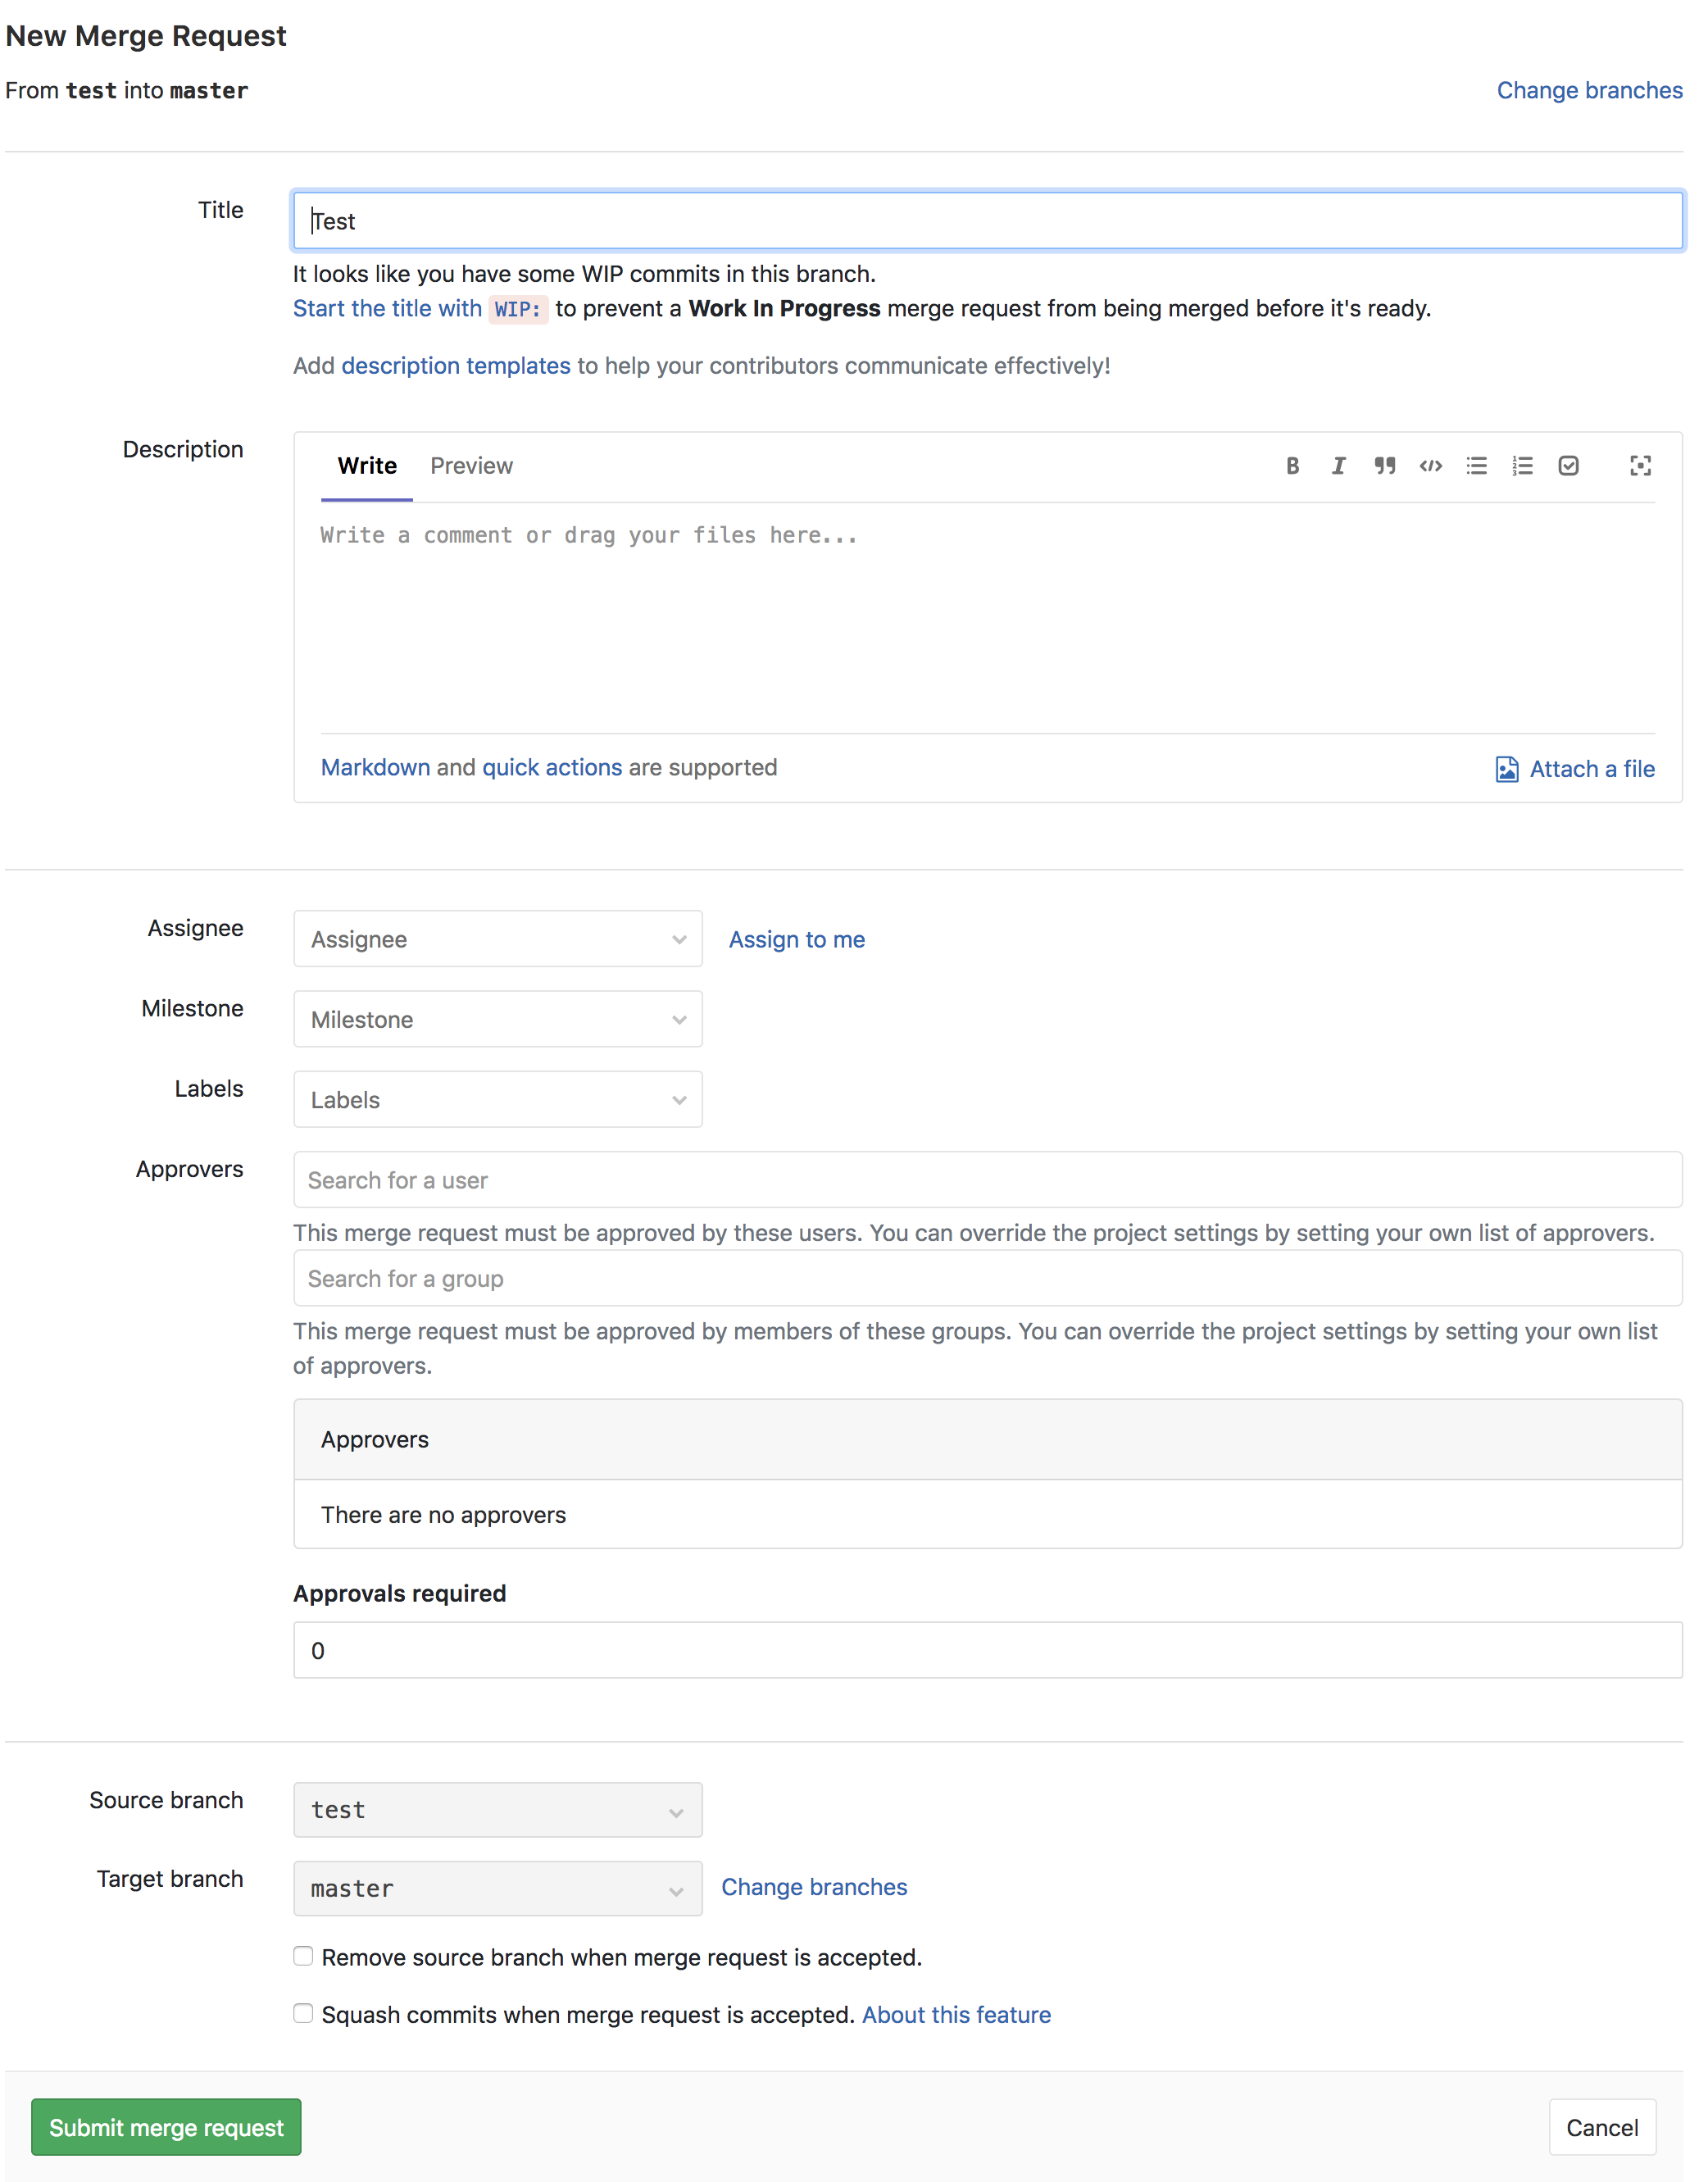 New Merge Request
From test into master
Change branches
Title
Test
It looks like you have some WIP commits in this branch.
Start the title with WIP: to prevent a Work In Progress merge request from being merged before it's ready.
Add description templates to help your contributors communicate effectively!
Description
Write Preview
Write a comment or drag your files here...
Markdown and quick actions are supported
Attach a file
Assignee
Assignee
Assign to me
Milestone
Milestone
Labels
Labels
Approvers
Search for a user
This merge request must be approved by these users. You can override the project settings by setting your own list of approvers.
Search for a group
This merge request must be approved by members of these groups. You can override the project settings by setting your own list
of approvers.
Approvers
There are no approvers
Approvals required
0
Source branch
test
Target branch
master
Change branches
Remove source branch when merge request is accepted.
Squash commits when merge request is accepted. About this feature
Submit merge request
Cancel